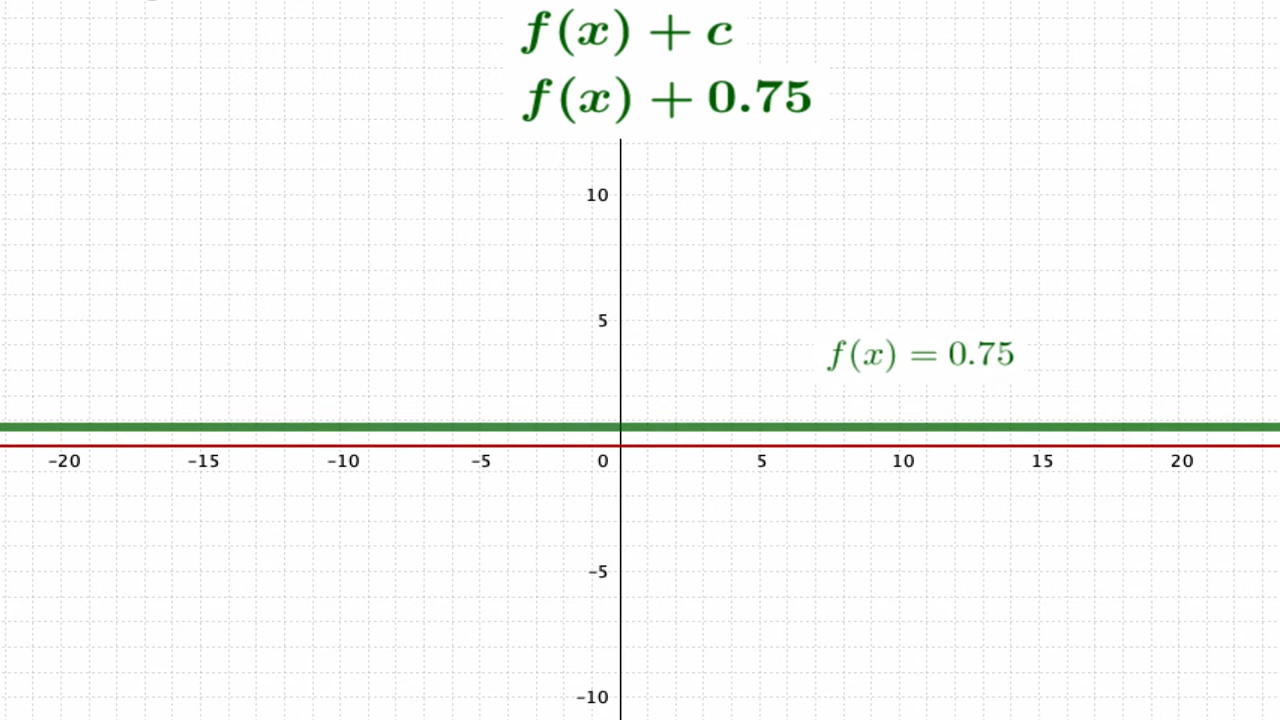 f(x) + c
f(x) + 0.75
10
5
f(x) = 0.75
−20 −15 −10 −5 0 5 10 15 20
−5
−10